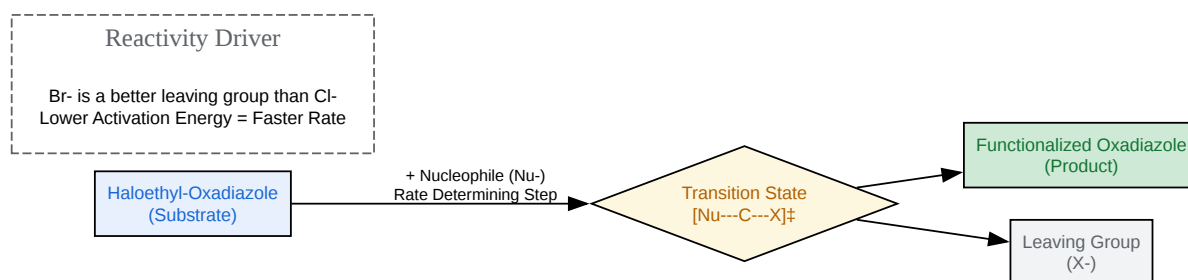 Reactivity Driver
Br- is a better leaving group than Cl-
Lower Activation Energy = Faster Rate
Haloethyl-Oxadiazole
(Substrate)
+ Nucleophile (Nu-)
Rate Determining Step
Transition State
[Nu---C---X]‡
Functionalized Oxadiazole
(Product)
Leaving Group
(X-)